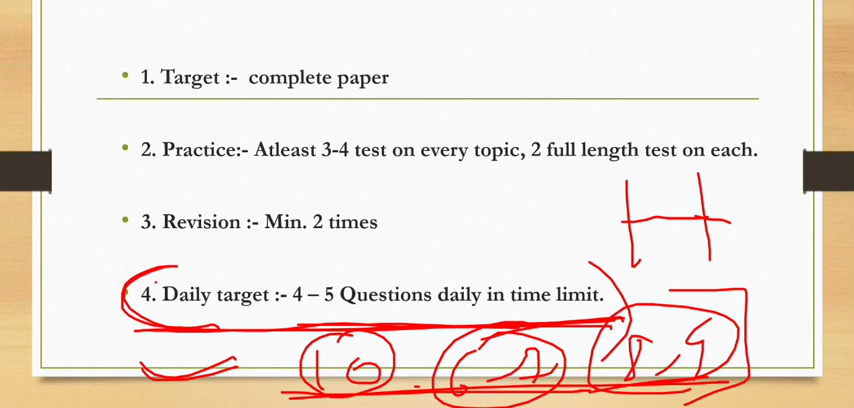 • 1. Target :- complete paper
• 2. Practice:- Atleast 3-4 test on every topic, 2 full length test on each.
• 3. Revision :- Min. 2 times
H
4. Daily target :- 4 – 5 Questions daily in time limit.
10